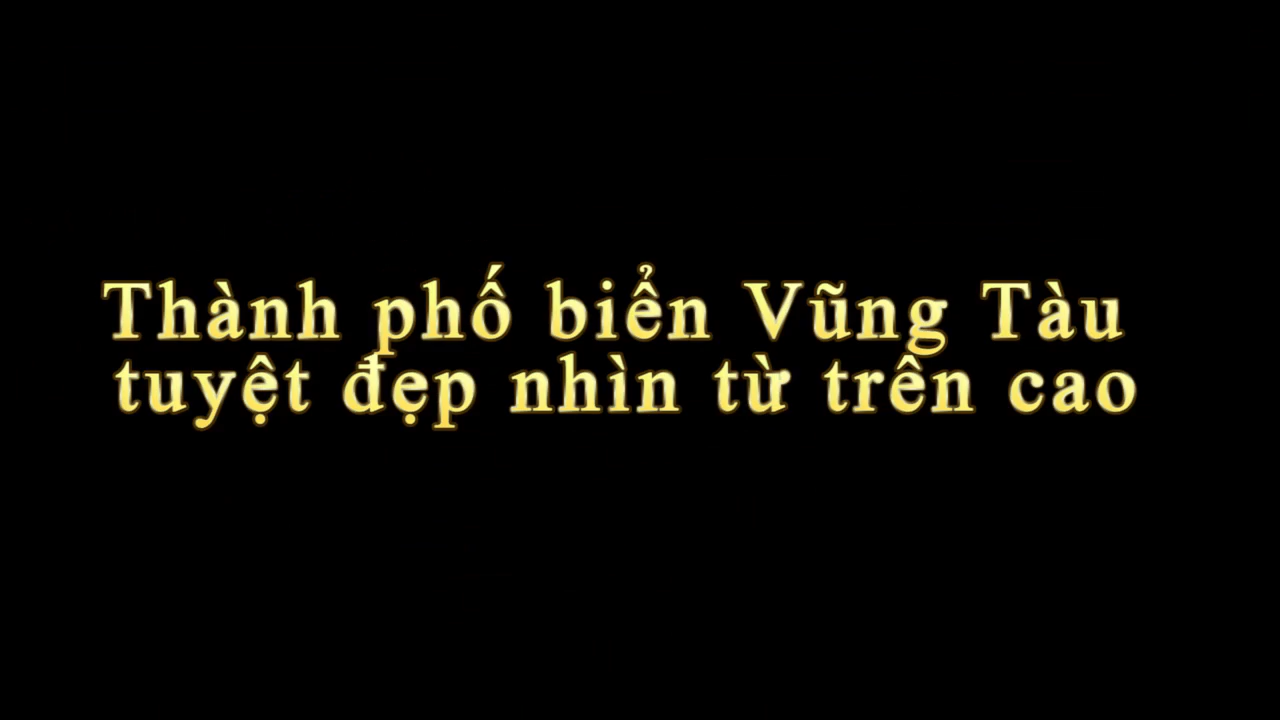 Thành phố biển Vũng Tàu
tuyệt đẹp nhìn từ trên cao